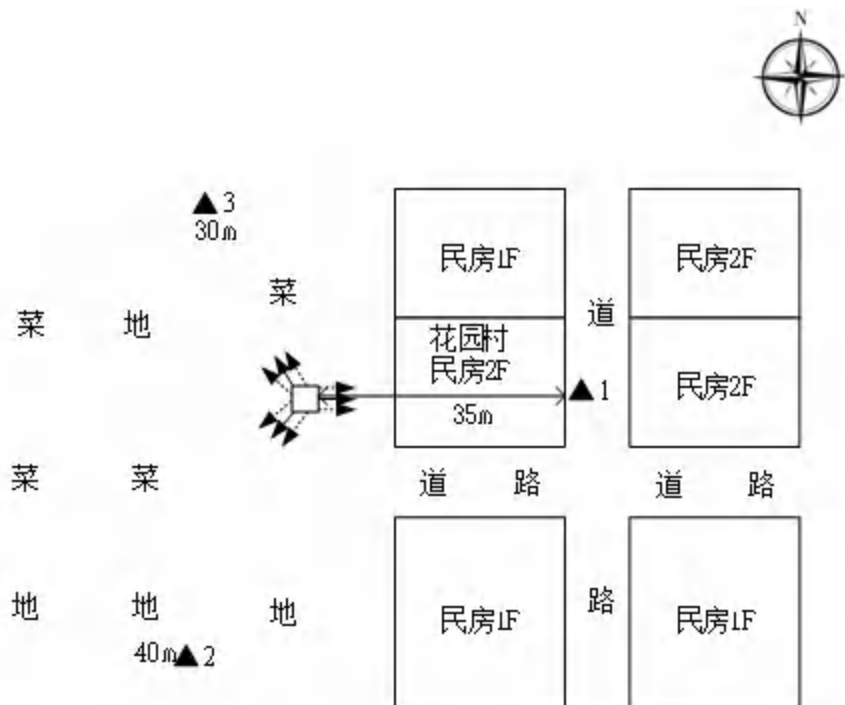 N
▲3
30m
民房1F
民房2F
菜
道
菜 地
花园村
民房2F
民房2F
▲1
35m
菜 菜
道 路 道 路
地 地 地
路
民房1F
民房1F
40m▲2